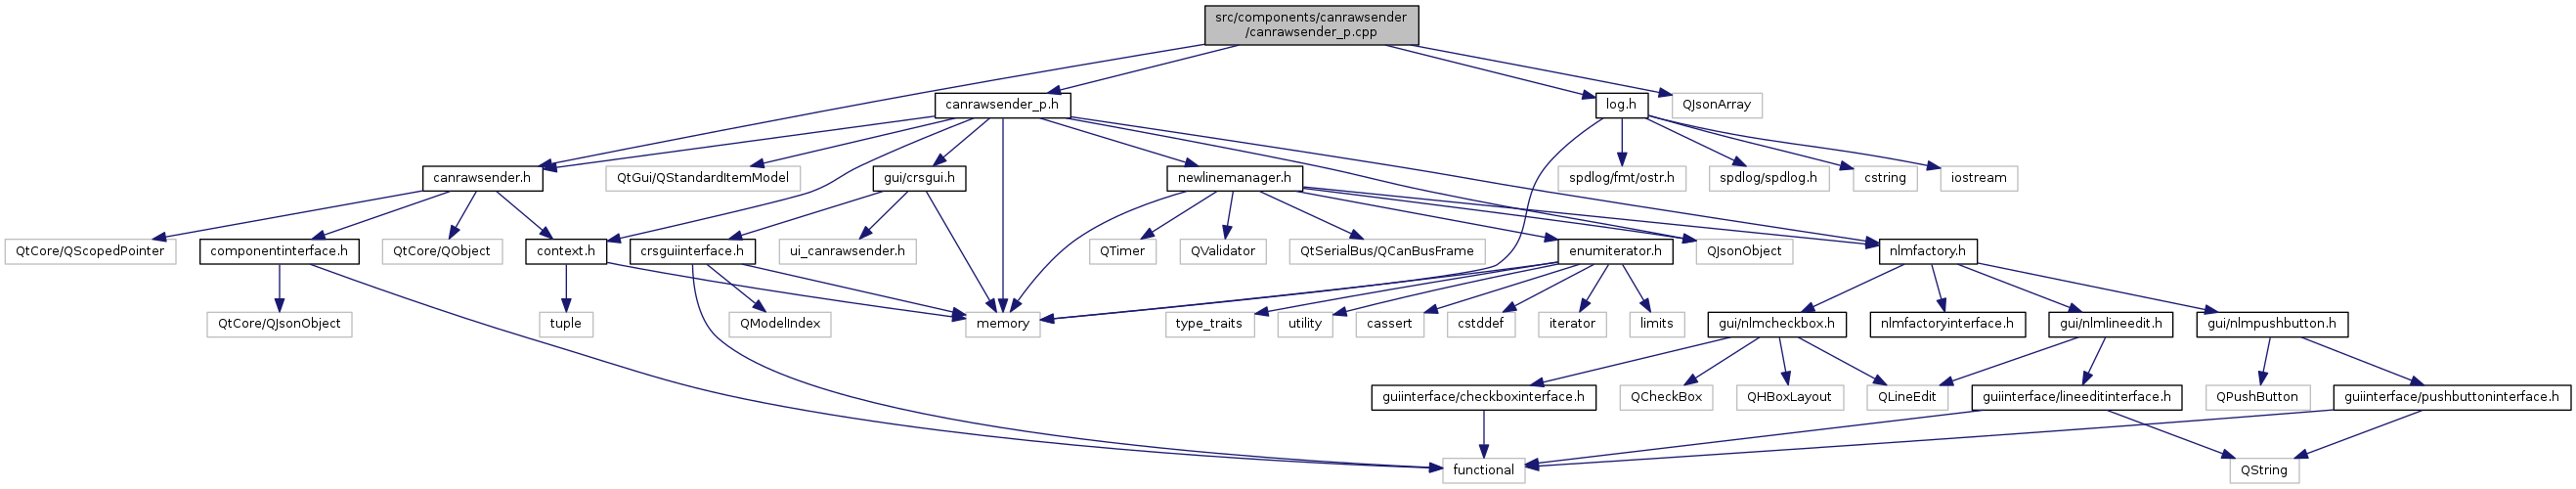 src/components/canrawsender
/canrawsender_p.cpp
canrawsender_p.h
log.h
QJsonArray
canrawsender.h
QtGui/QStandardItemModel
gui/crsgui.h
newlinemanager.h
spdlog/fmt/ostr.h
spdlog/spdlog.h
cstring
iostream
QtCore/QScopedPointer
componentinterface.h
QtCore/QObject
context.h
crsguiinterface.h
ui_canrawsender.h
QTimer
QValidator
QtSerialBus/QCanBusFrame
enumiterator.h
QJsonObject
nlmfactory.h
QtCore/QJsonObject
tuple
QModelIndex
memory
type_traits
utility
cassert
cstddef
iterator
limits
gui/nlmcheckbox.h
nlmfactoryinterface.h
gui/nlmlineedit.h
gui/nlmpushbutton.h
guiinterface/checkboxinterface.h
QCheckBox
QHBoxLayout
QLineEdit
guiinterface/lineeditinterface.h
QPushButton
guiinterface/pushbuttoninterface.h
functional
QString